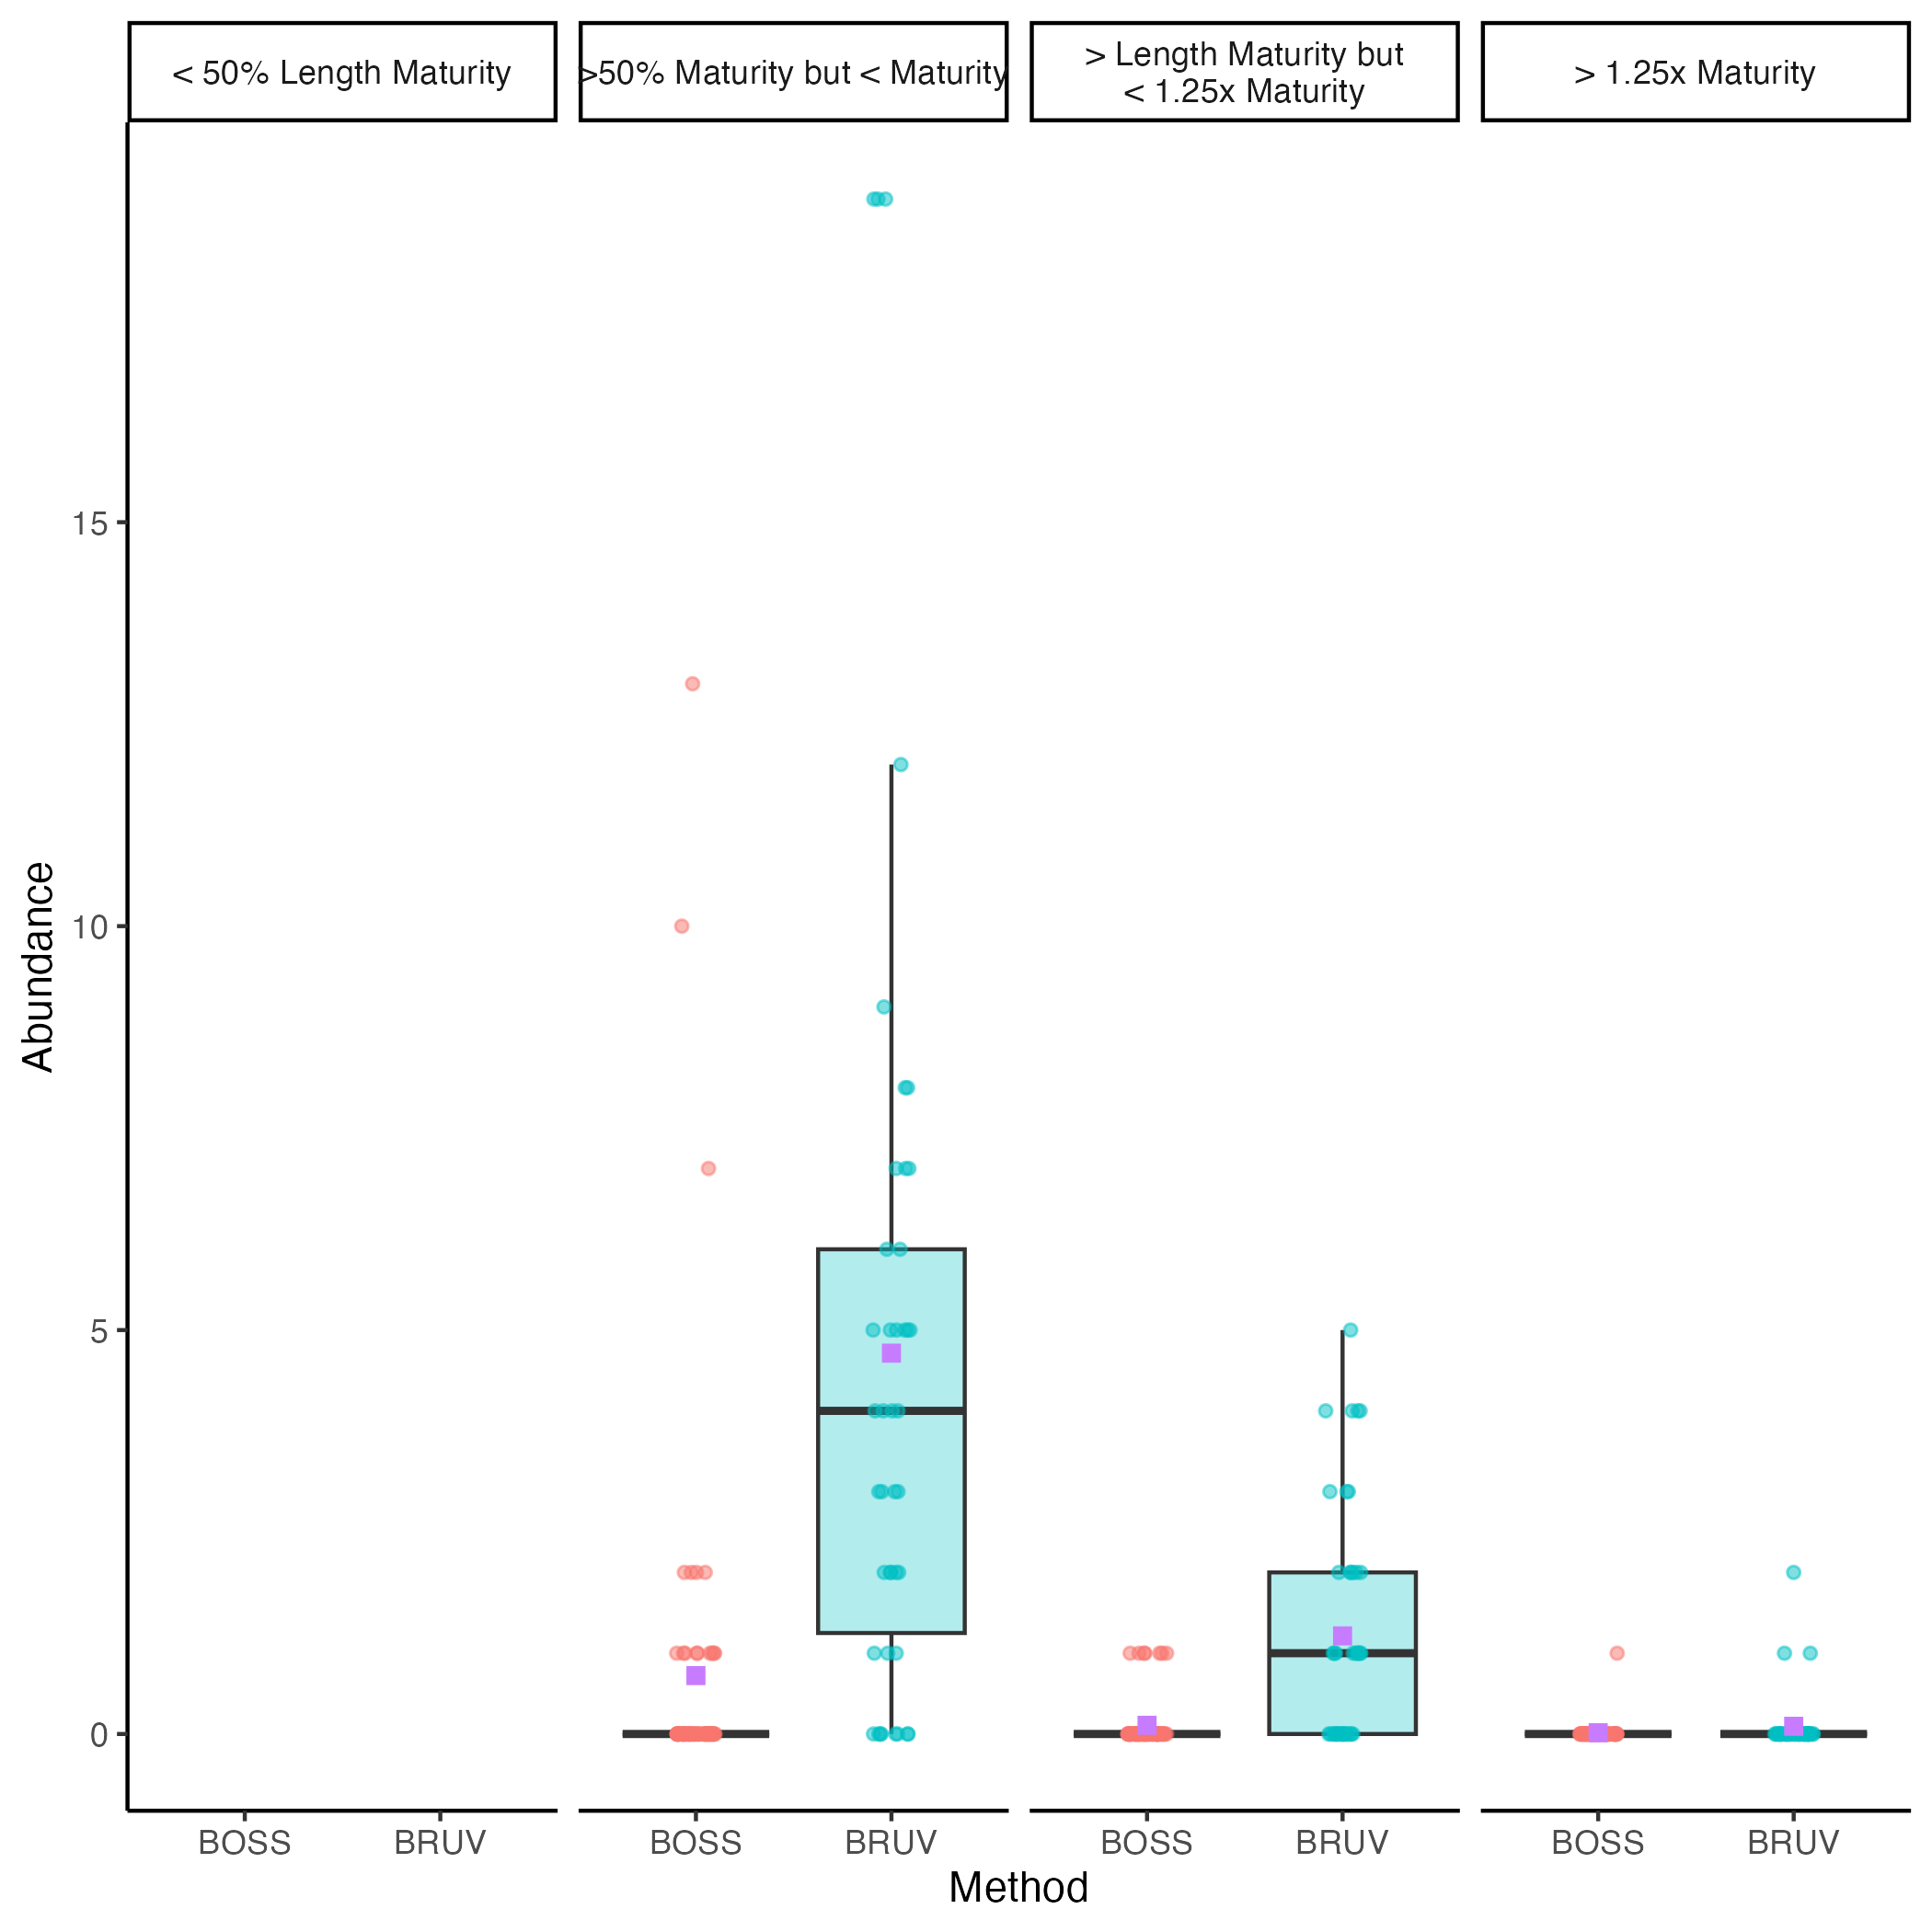 < 50% Length Maturity
>50% Maturity but < Maturity
> Length Maturity but
< 1.25x Maturity
> 1.25x Maturity
Abundance
15
10
5
0
BOSS
BRUV
BOSS
BRUV
BOSS
BRUV
BOSS
BRUV
Method